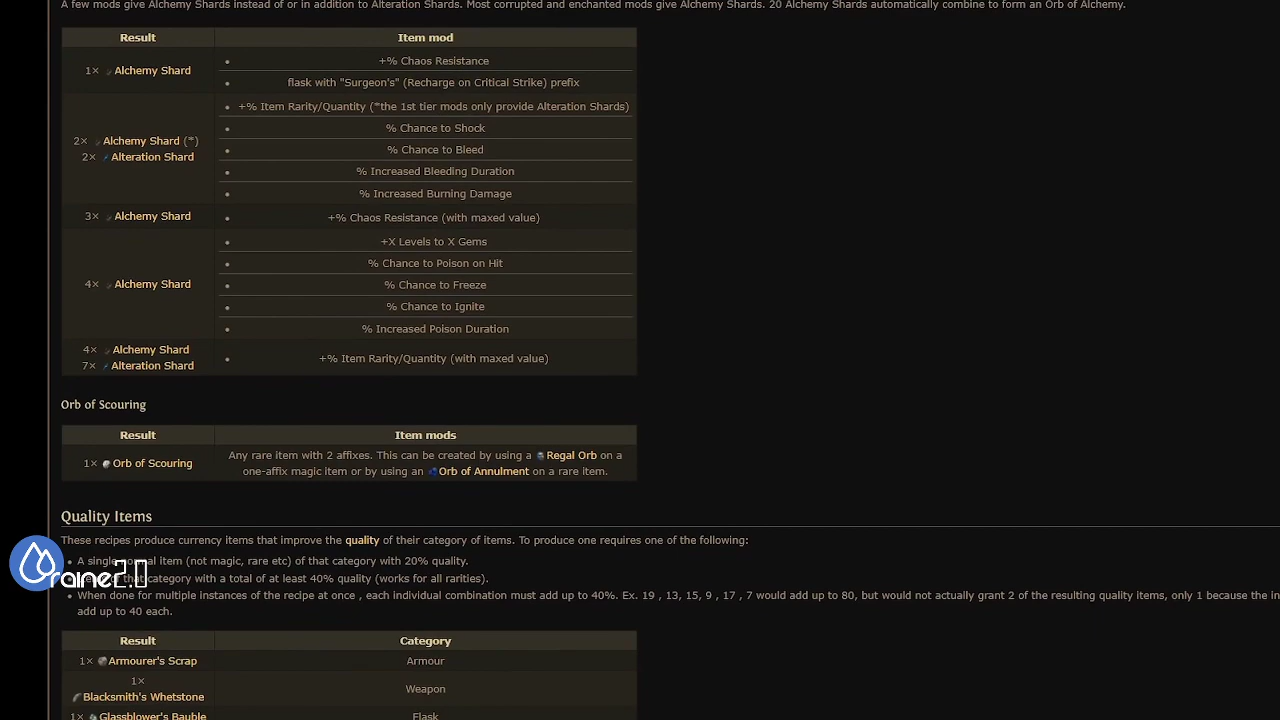 A few mods give Alchemy Shards instead of or in addition to Alteration Shards. Most corrupted and enchanted mods give Alchemy Shards. 20 Alchemy Shards automatically combine to form an Orb of Alchemy.
Result
Item mod
1× Alchemy Shard
+% Chaos Resistance
flask with "Surgeon's" (Recharge on Critical Strike) prefix
2× Alchemy Shard (*)
2× Alteration Shard
+% Item Rarity/Quantity (*the 1st tier mods only provide Alteration Shards)
% Chance to Shock
% Chance to Bleed
% Increased Bleeding Duration
% Increased Burning Damage
3× Alchemy Shard
+% Chaos Resistance (with maxed value)
4× Alchemy Shard
+X Levels to X Gems
% Chance to Poison on Hit
% Chance to Freeze
% Chance to Ignite
% Increased Poison Duration
4× Alchemy Shard
7× Alteration Shard
+% Item Rarity/Quantity (with maxed value)
Orb of Scouring
Result
Item mods
1× Orb of Scouring
Any rare item with 2 affixes. This can be created by using a Regal Orb on a
one-affix magic item or by using an Orb of Annulment on a rare item.
Quality Items
These recipes produce currency items that improve the quality of their category of items. To produce one requires one of the following:
A single normal item (not magic, rare etc) of that category with 20% quality.
that category with a total of at least 40% quality (works for all rarities).
raine2.0
When done for multiple instances of the recipe at once , each individual combination must add up to 40%. Ex. 19 , 13, 15, 9 , 17 , 7 would add up to 80, but would not actually grant 2 of the resulting quality items, only 1 because the in
add up to 40 each.
Result
Category
1× Armourer's Scrap
Armour
1×
Blacksmith's Whetstone
Weapon
1× Glassblower's Bauble
Flask